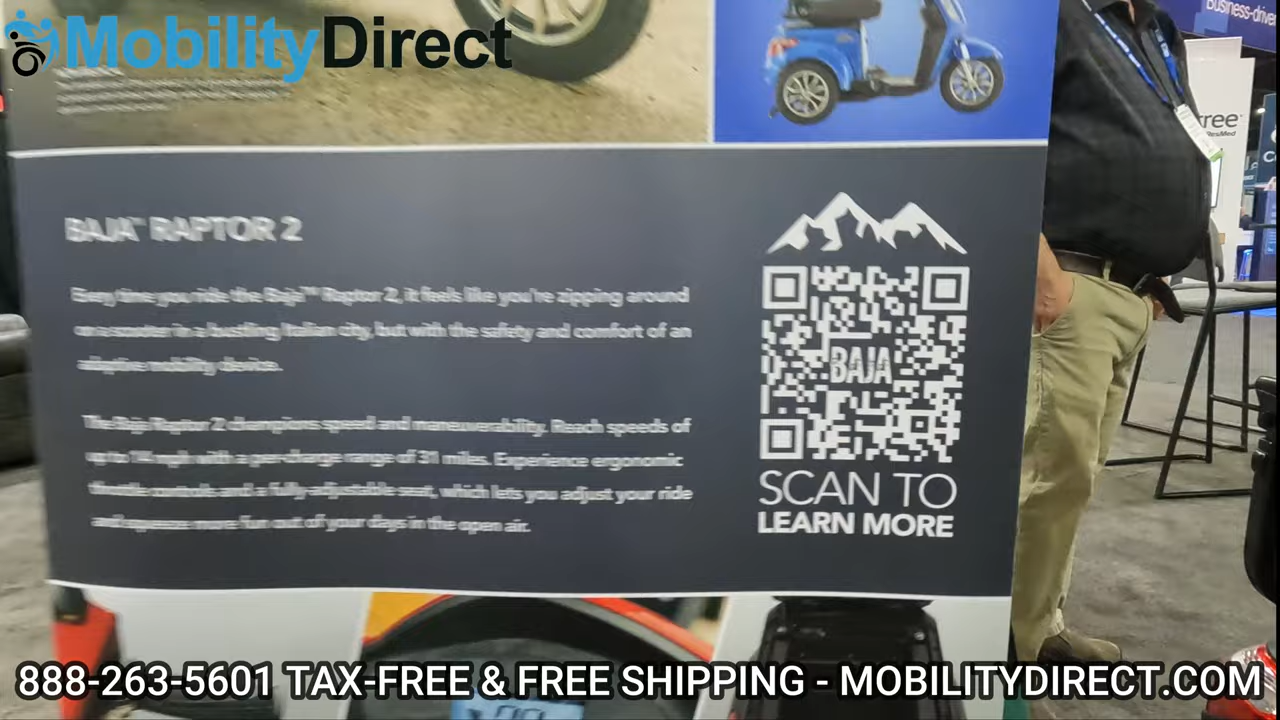 MobilityDirect
Business-drive
free
ResMed
BAJA™ RAPTOR 2
Every time you ride the Baja™ Raptor 2, it feels like you're zipping around
on a scooter in a bustling Italian city, but with the safety and comfort of an
adaptive mobility device.
The Baja Raptor 2 champions speed and maneuverability. Reach speeds of
up to 14 mph with a per-charge range of 31 miles. Experience ergonomic
throttle controls and a fully adjustable seat, which lets you adjust your ride
and squeeze more fun out of your days in the open air.
BAJA
SCAN TO
LEARN MORE
888-263-5601 TAX-FREE & FREE SHIPPING - MOBILITYDIRECT.COM